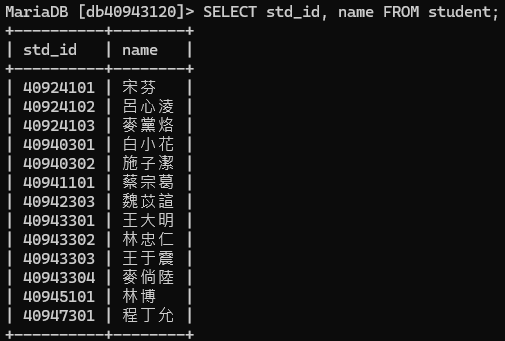 MariaDB [db40943120]> SELECT std_id, name FROM student;
+----------+--------+
| std_id   | name   |
+----------+--------+
| 40924101 | 宋芬   |
| 40924102 | 呂心淩 |
| 40924103 | 麥黨烙 |
| 40940301 | 白小花 |
| 40940302 | 施子潔 |
| 40941101 | 蔡宗葛 |
| 40942303 | 魏苡諠 |
| 40943301 | 王大明 |
| 40943302 | 林忠仁 |
| 40943303 | 王于震 |
| 40943304 | 麥倘陸 |
| 40945101 | 林博   |
| 40947301 | 程丁允 |
+----------+--------+